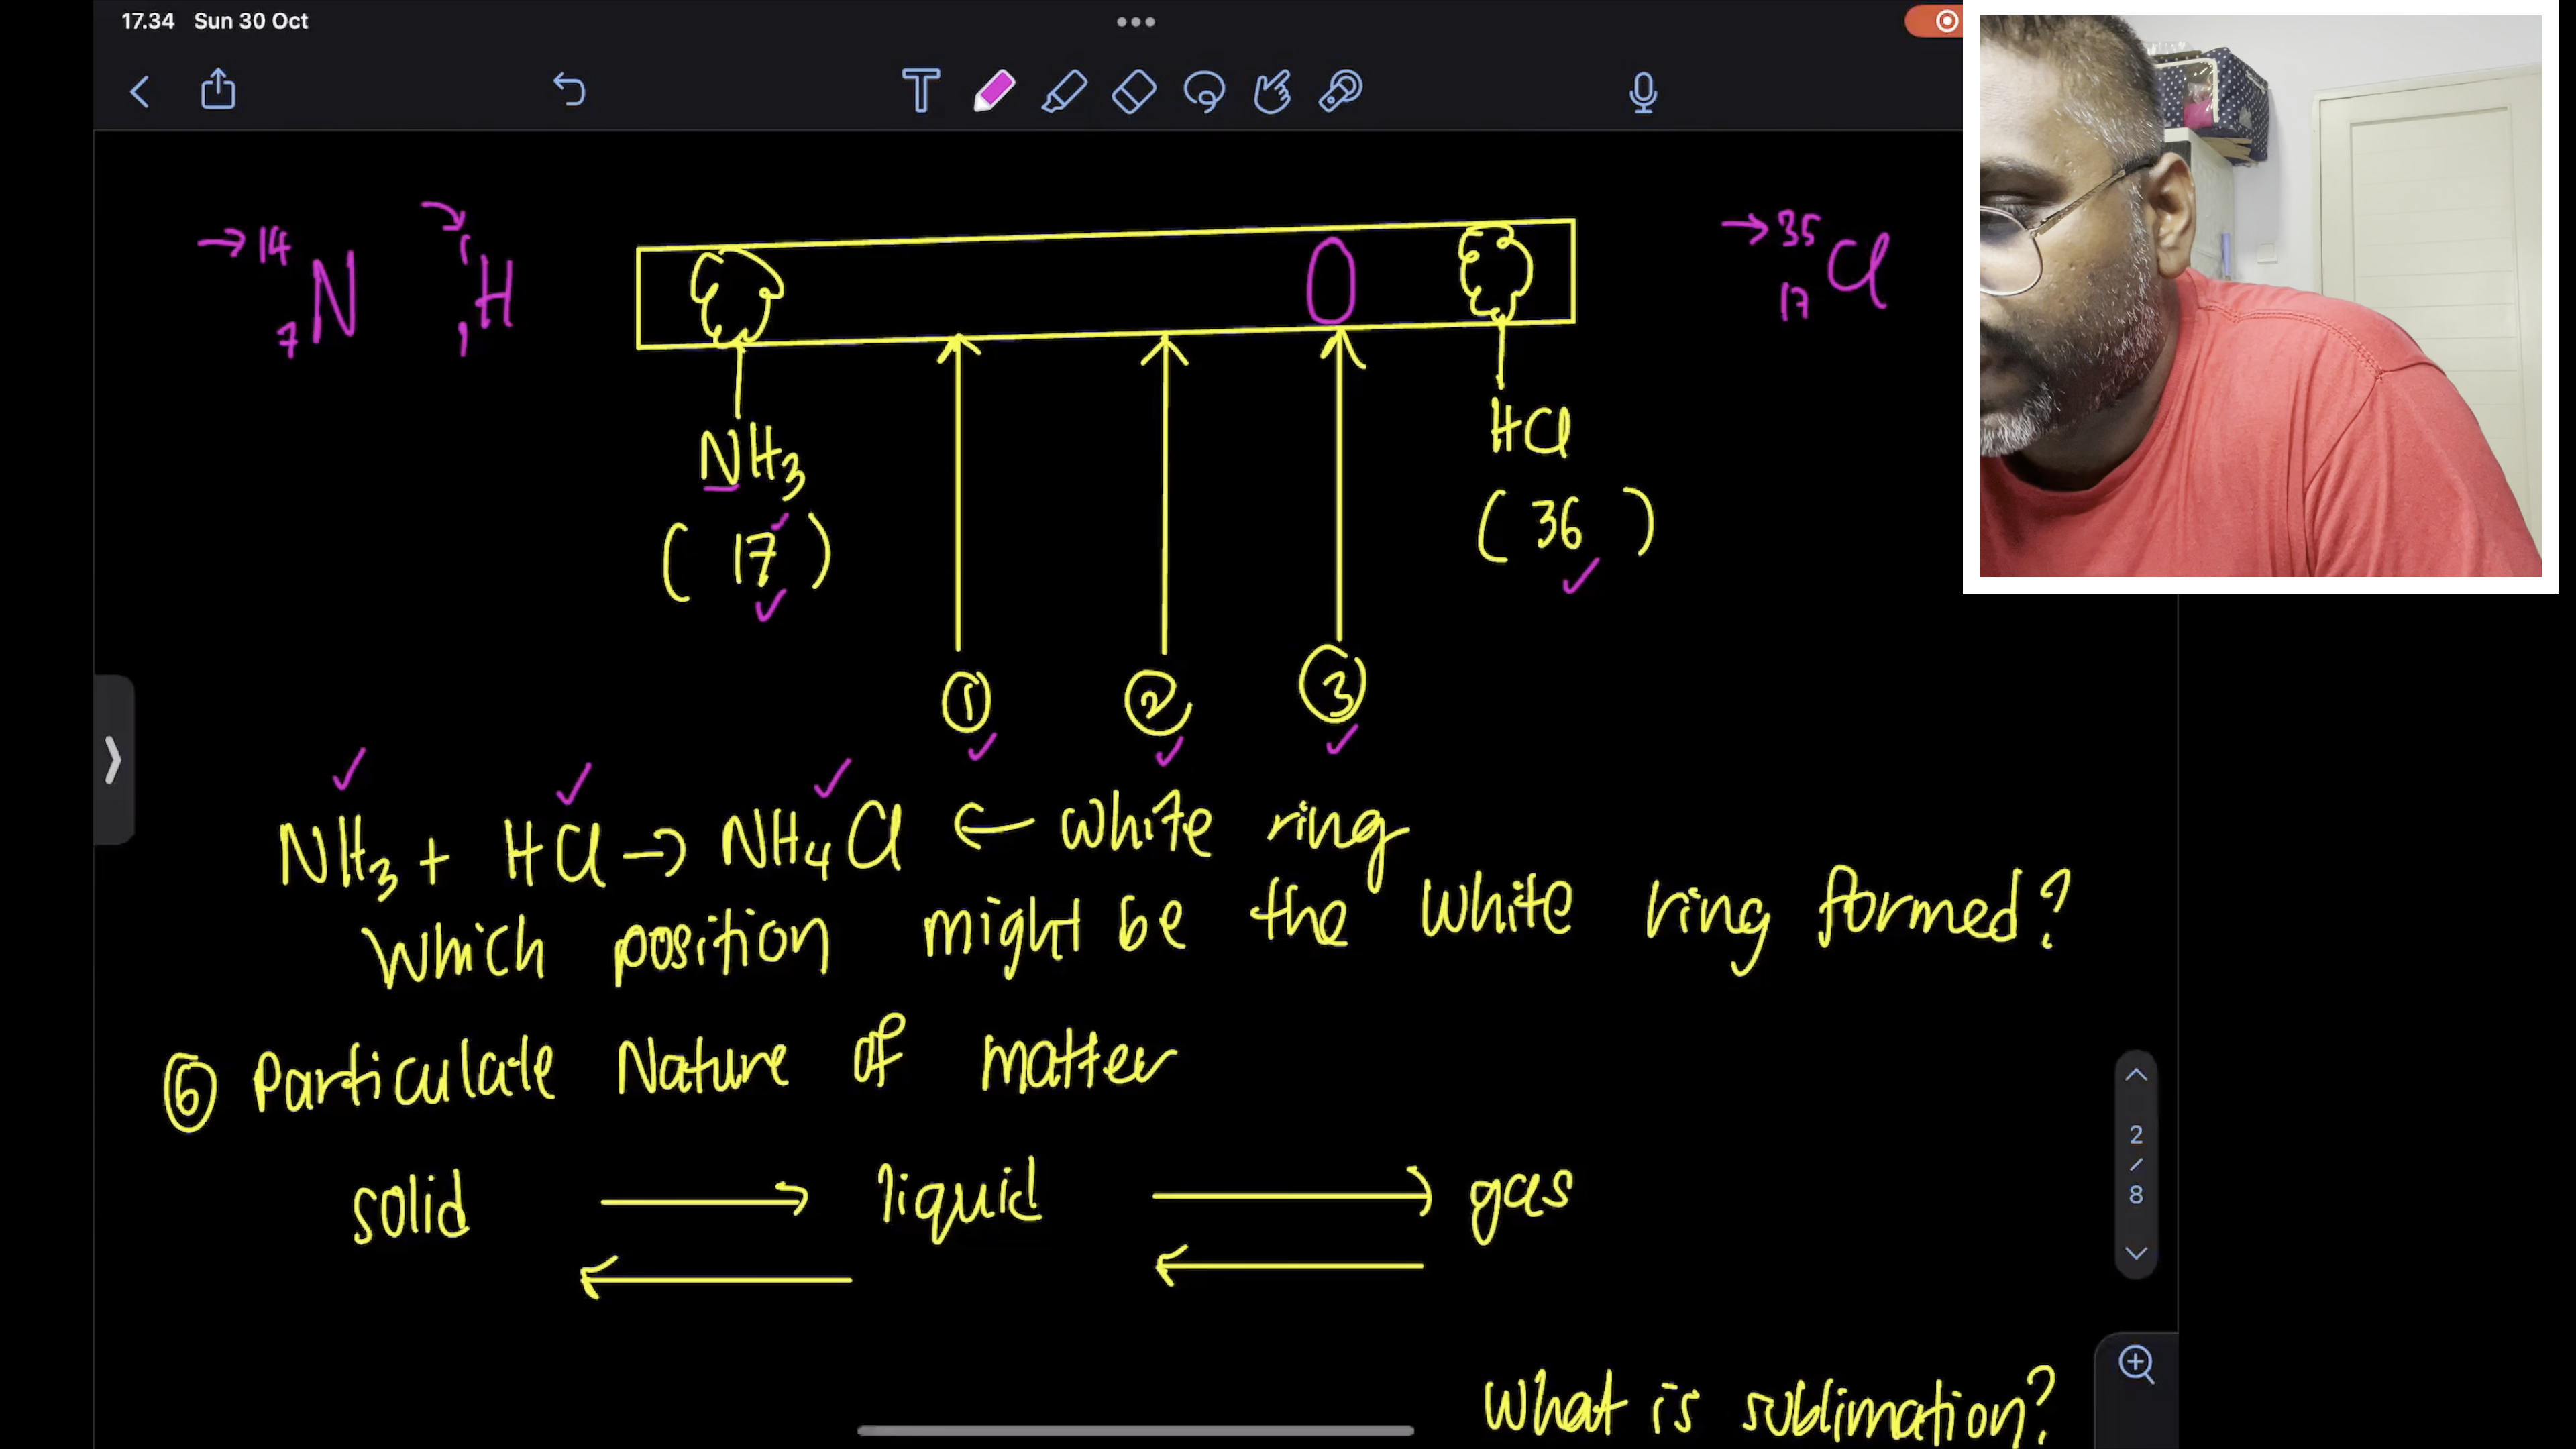 17.34 Sun 30 Oct
T
→ 14
7 N
1
1 H
→ 35
17 Cl
NH3
( 17 )
HCl
( 36 )
① ② ③
NH3 + HCl → NH4Cl ← white ring
Which position might be the white ring formed?
⑥ Particulate Nature of matter
solid → liquid → gas
← ←
2
/
8
What is sublimation?